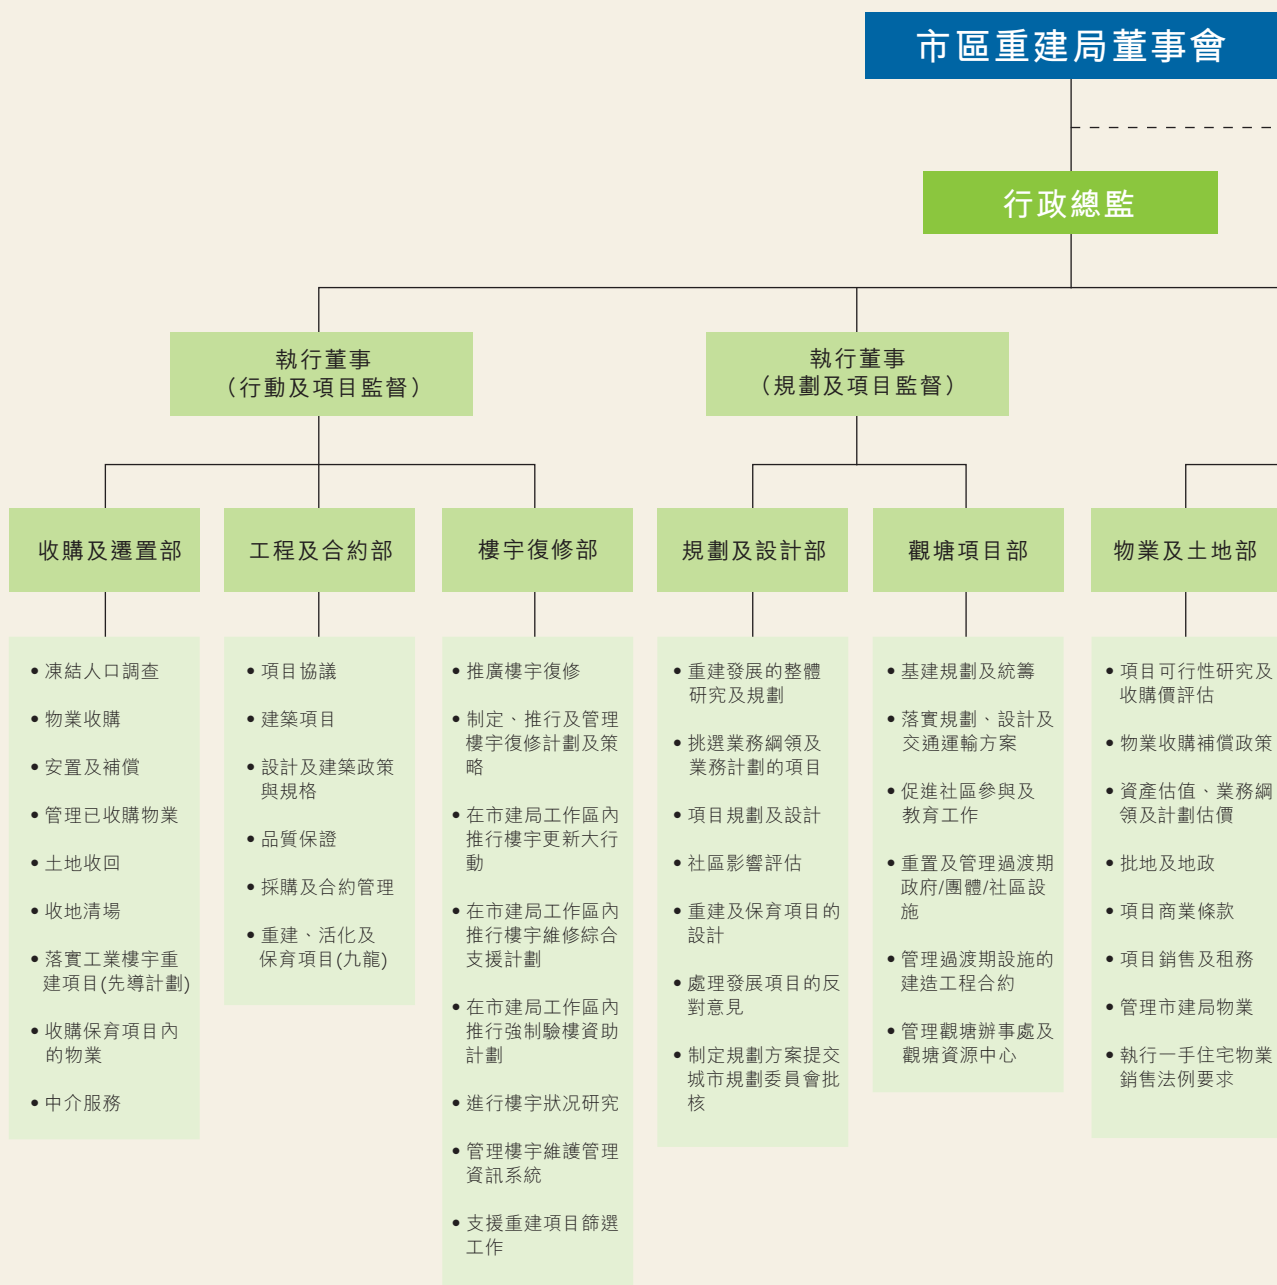 市區重建局董事會
行政總監
執行董事
（行動及項目監督）
執行董事
（規劃及項目監督）
收購及遷置部
工程及合約部
樓宇復修部
規劃及設計部
觀塘項目部
物業及土地部
• 凍結人口調查
• 物業收購
• 安置及補償
• 管理已收購物業
• 土地收回
• 收地清場
• 落實工業樓宇重
建項目(先導計劃)
• 收購保育項目內
的物業
• 中介服務
• 項目協議
• 建築項目
• 設計及建築政策
與規格
• 品質保證
• 採購及合約管理
• 重建、活化及
保育項目(九龍)
• 推廣樓宇復修
• 制定、推行及管理
樓宇復修計劃及策
略
• 在市建局工作區內
推行樓宇更新大行
動
• 在市建局工作區內
推行樓宇維修綜合
支援計劃
• 在市建局工作區內
推行強制驗樓資助
計劃
• 進行樓宇狀況研究
• 管理樓宇維護管理
資訊系統
• 支援重建項目篩選
工作
• 重建發展的整體
研究及規劃
• 挑選業務綱領及
業務計劃的項目
• 項目規劃及設計
• 社區影響評估
• 重建及保育項目的
設計
• 處理發展項目的反
對意見
• 制定規劃方案提交
城市規劃委員會批
核
• 基建規劃及統籌
• 落實規劃、設計及
交通運輸方案
• 促進社區參與及
教育工作
• 重置及管理過渡期
政府/團體/社區設
施
• 管理過渡期設施的
建造工程合約
• 管理觀塘辦事處及
觀塘資源中心
• 項目可行性研究及
收購價評估
• 物業收購補償政策
• 資產估值、業務綱
領及計劃估價
• 批地及地政
• 項目商業條款
• 項目銷售及租務
• 管理市建局物業
• 執行一手住宅物業
銷售法例要求